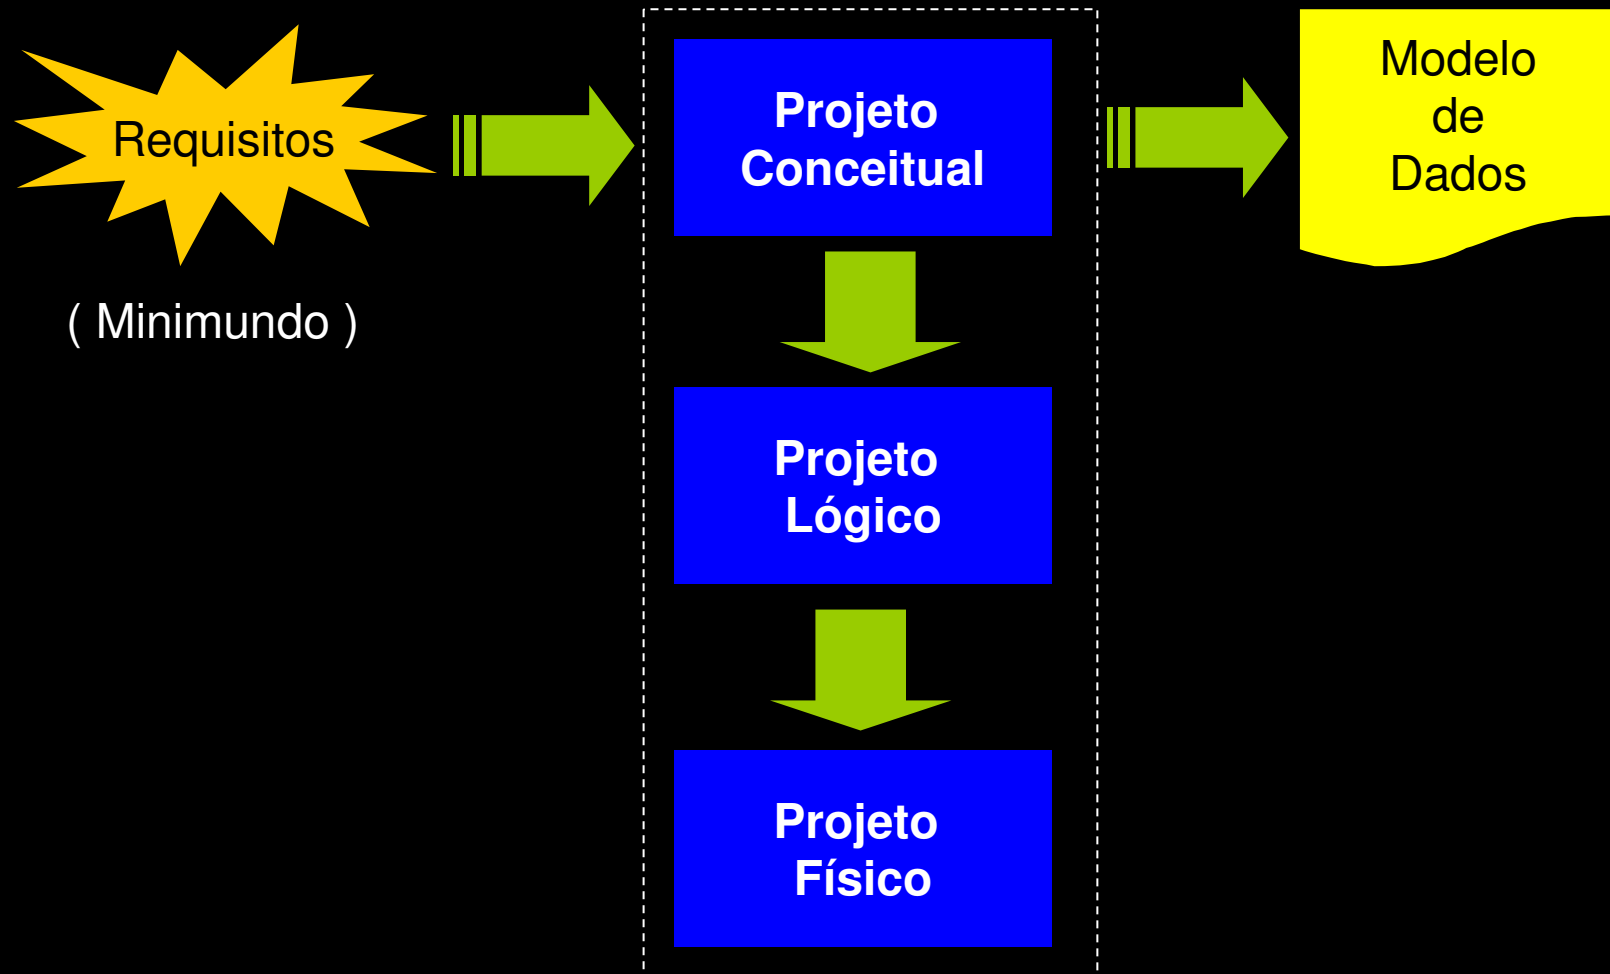 Requisitos
( Minimundo )
Projeto
Conceitual
Projeto
Lógico
Projeto
Físico
Modelo
de
Dados